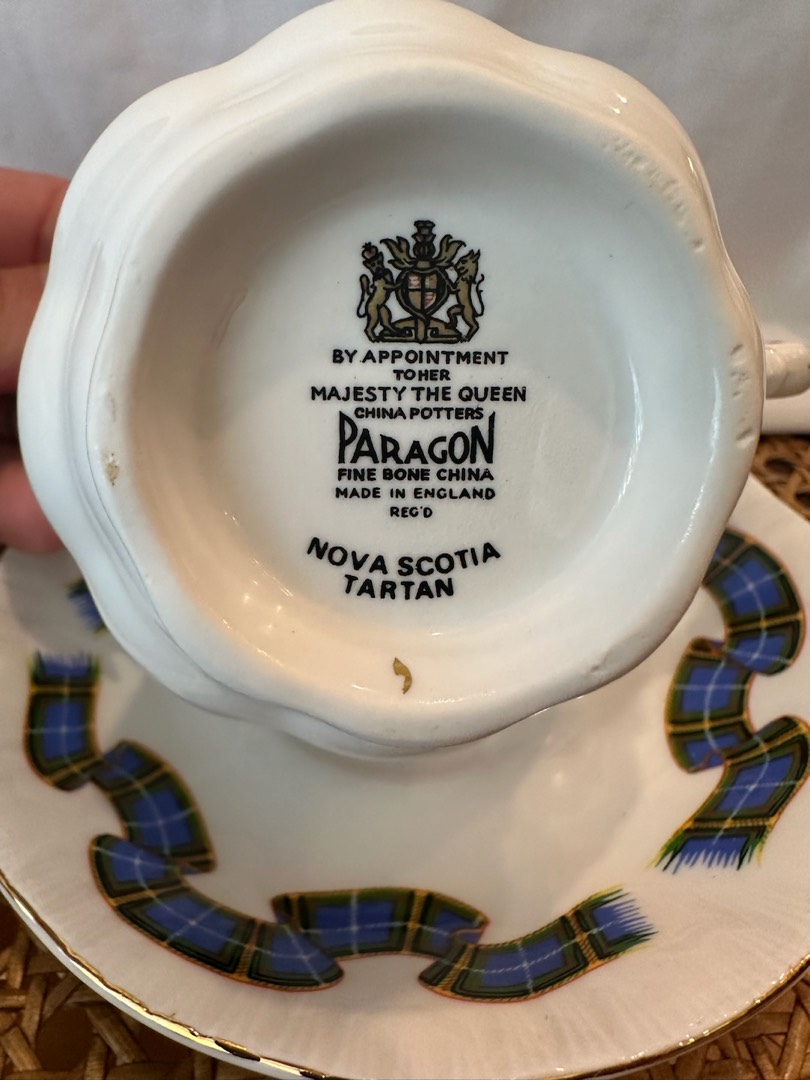 BY APPOINTMENT
TO HER
MAJESTY THE QUEEN
CHINA POTTERS
PARAGON
FINE BONE CHINA
MADE IN ENGLAND
REG'D
NOVA SCOTIA
TARTAN